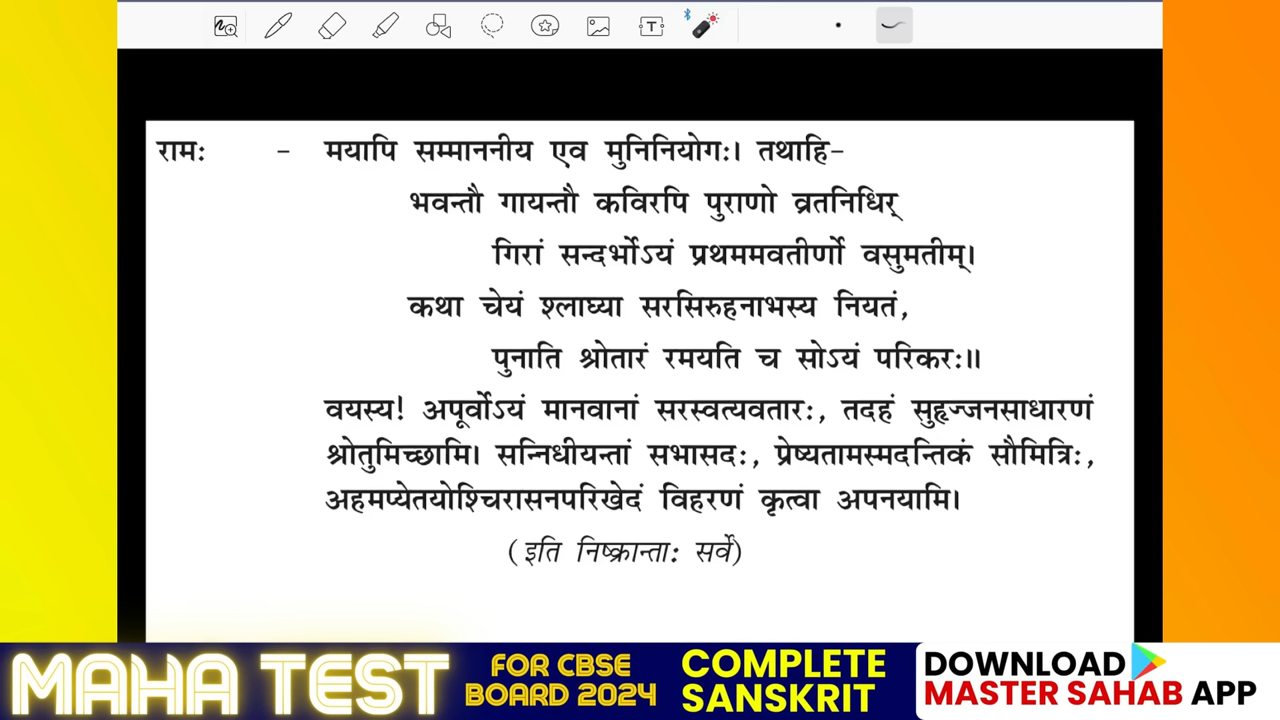 रामः - मयापि सम्माननीय एव मुनिनियोगः। तथाहि-
भवन्तौ गायन्तौ कविरपि पुराणो व्रतनिधिर्
गिरां सन्दर्भोऽयं प्रथममवतीर्णो वसुमतीम्।
कथा चेयं श्लाघ्या सरसिरुहनाभस्य नियतं,
पुनाति श्रोतारं रमयति च सोऽयं परिकरः॥
वयस्य! अपूर्वोऽयं मानवानां सरस्वत्यवतारः, तदहं सुहृज्जनसाधारणं
श्रोतुमिच्छामि। सन्निधीयन्तां सभासदः, प्रेष्यतामस्मदन्तिकं सौमित्रिः,
अहमप्येतयोश्चिरासनपरिखेदं विहरणं कृत्वा अपनयामि।
(इति निष्क्रान्ताः सर्वे)
MAHA TEST
FOR CBSE
BOARD 2024
COMPLETE
SANSKRIT
DOWNLOAD
MASTER SAHAB APP